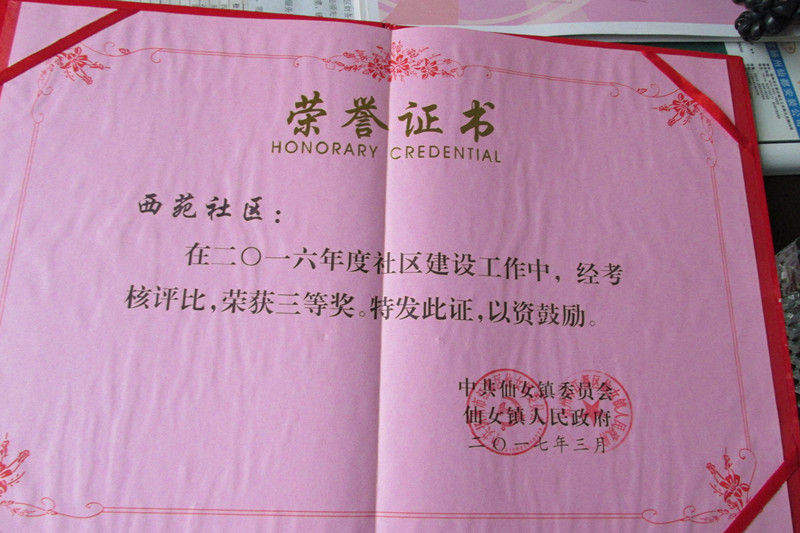 荣誉证书
HONORARY CREDENTIAL
西苑社区：
在二〇一六年度社区建设工作中，经考
核评比，荣获三等奖。特发此证，以资鼓励。
中共仙女镇委员会
仙女镇人民政府
二〇一七年三月